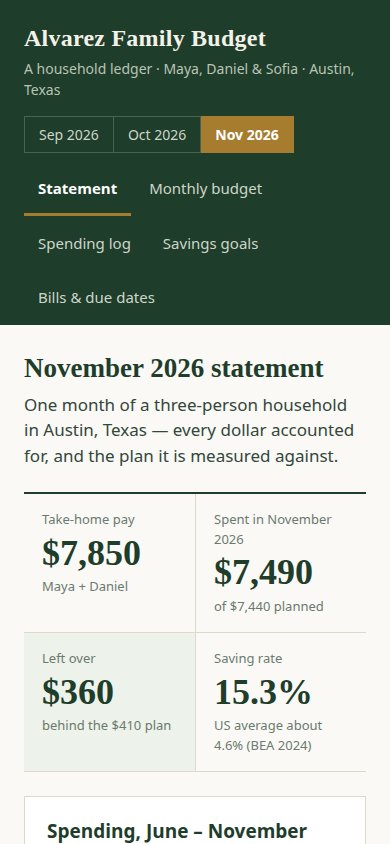 Alvarez Family Budget
A household ledger · Maya, Daniel & Sofia · Austin,
Texas
Sep 2026
Oct 2026
Nov 2026
Statement
Monthly budget
Spending log
Savings goals
Bills & due dates
November 2026 statement
One month of a three-person household
in Austin, Texas — every dollar accounted
for, and the plan it is measured against.
Take-home pay
$7,850
Maya + Daniel
Spent in November
2026
$7,490
of $7,440 planned
Left over
$360
behind the $410 plan
Saving rate
15.3%
US average about
4.6% (BEA 2024)
Spending, June – November